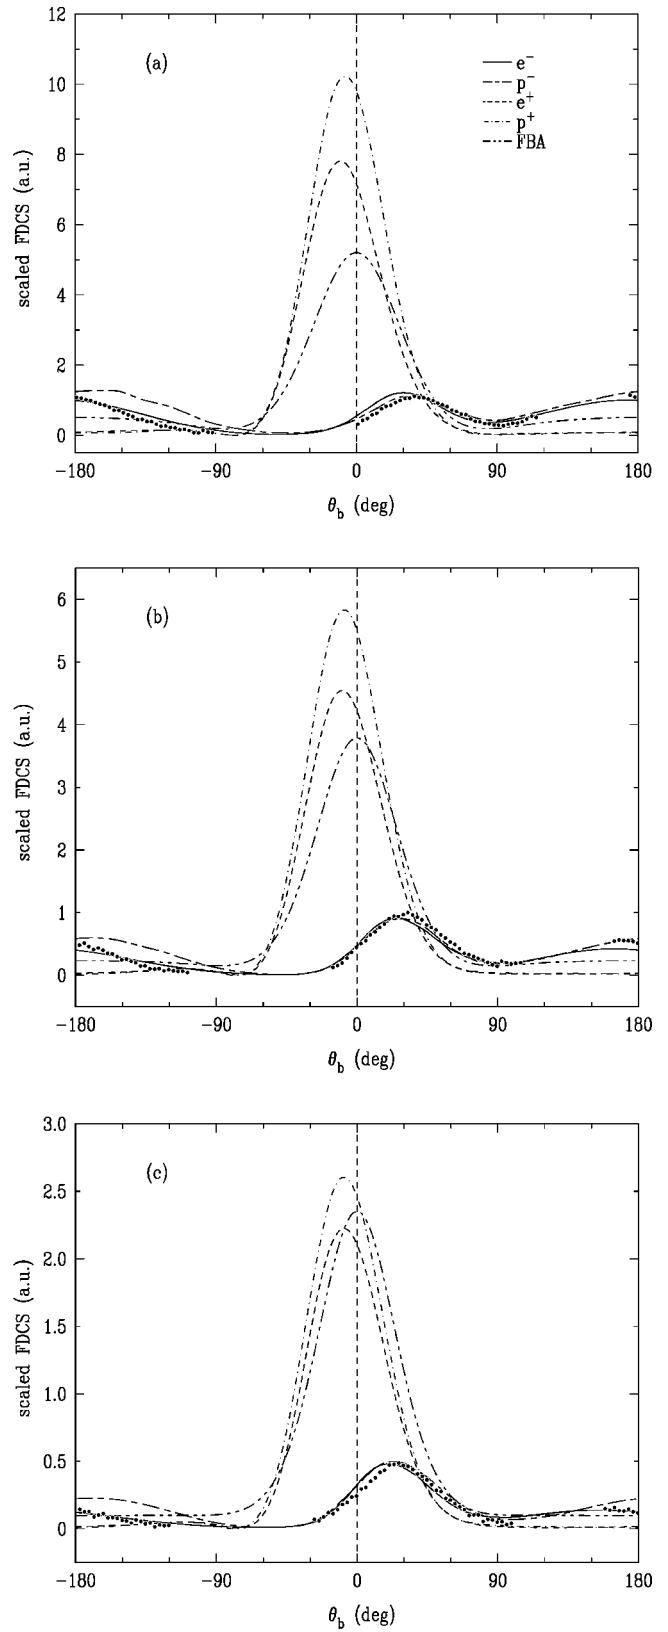 12
10
8
6
4
2
0
scaled FDCS (a.u.)
(a)
e⁻
p⁻
e⁺
p⁺
FBA
−180 −90 0 90 180
θb (deg)
6
5
4
3
2
1
0
scaled FDCS (a.u.)
(b)
−180 −90 0 90 180
θb (deg)
3.0
2.5
2.0
1.5
1.0
0.5
0
scaled FDCS (a.u.)
(c)
−180 −90 0 90 180
θb (deg)